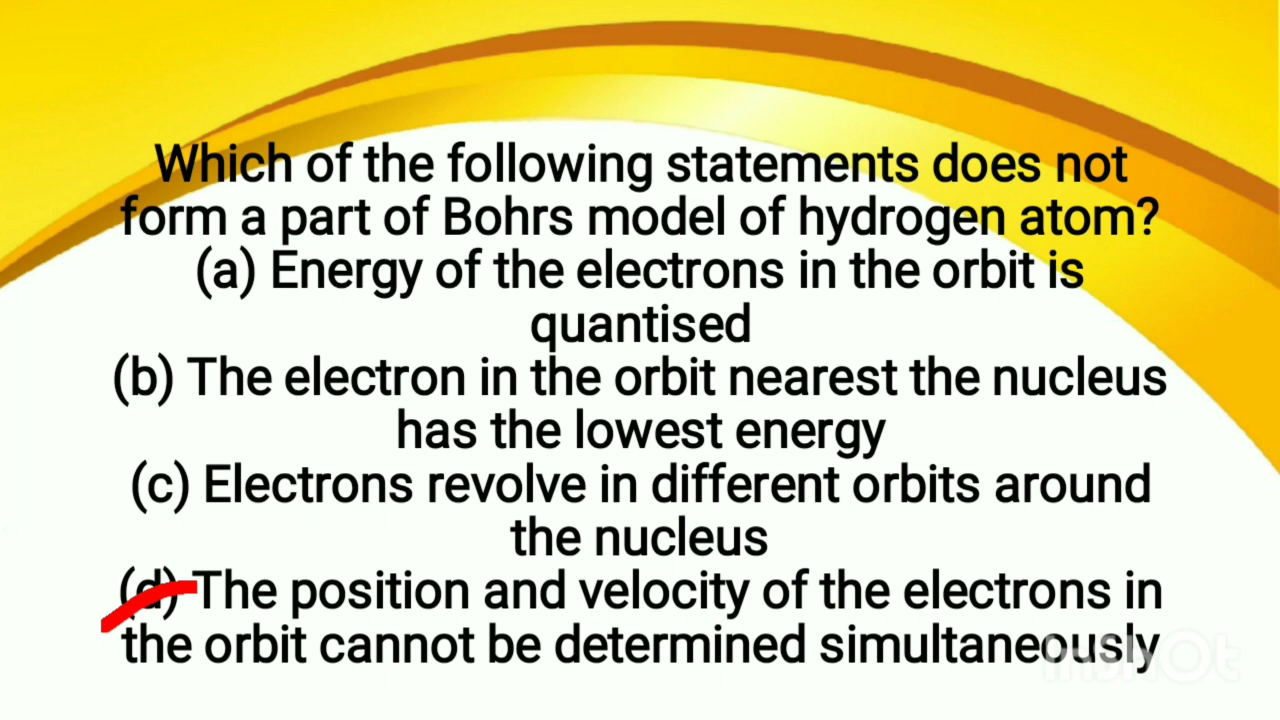 Which of the following statements does not
form a part of Bohrs model of hydrogen atom?
(a) Energy of the electrons in the orbit is
quantised
(b) The electron in the orbit nearest the nucleus
has the lowest energy
(c) Electrons revolve in different orbits around
the nucleus
(d) The position and velocity of the electrons in
the orbit cannot be determined simultaneously
InShOt